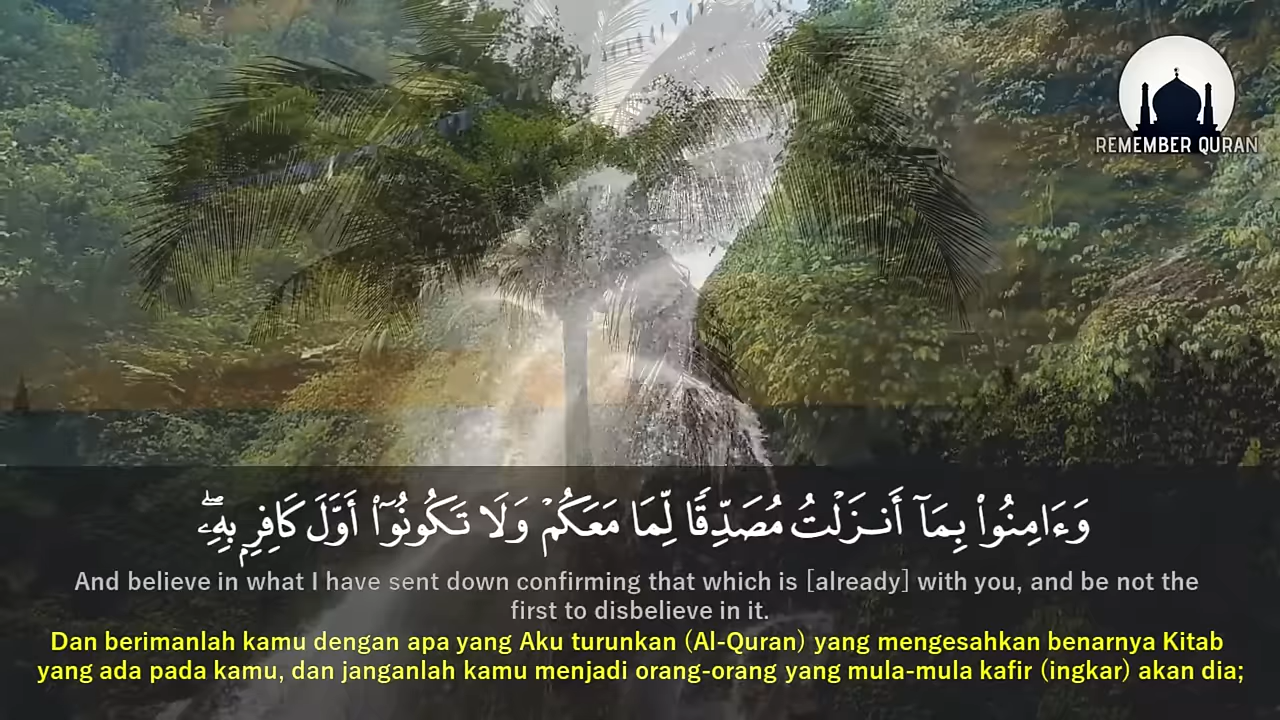 REMEMBER QURAN
وَءَامِنُوا۟ بِمَآ أَنزَلْتُ مُصَدِّقًا لِّمَا مَعَكُمْ وَلَا تَكُونُوٓا۟ أَوَّلَ كَافِرٍۭ بِهِۦ ۖ
And believe in what I have sent down confirming that which is [already] with you, and be not the
first to disbelieve in it.
Dan berimanlah kamu dengan apa yang Aku turunkan (Al-Quran) yang mengesahkan benarnya Kitab
yang ada pada kamu, dan janganlah kamu menjadi orang-orang yang mula-mula kafir (ingkar) akan dia;